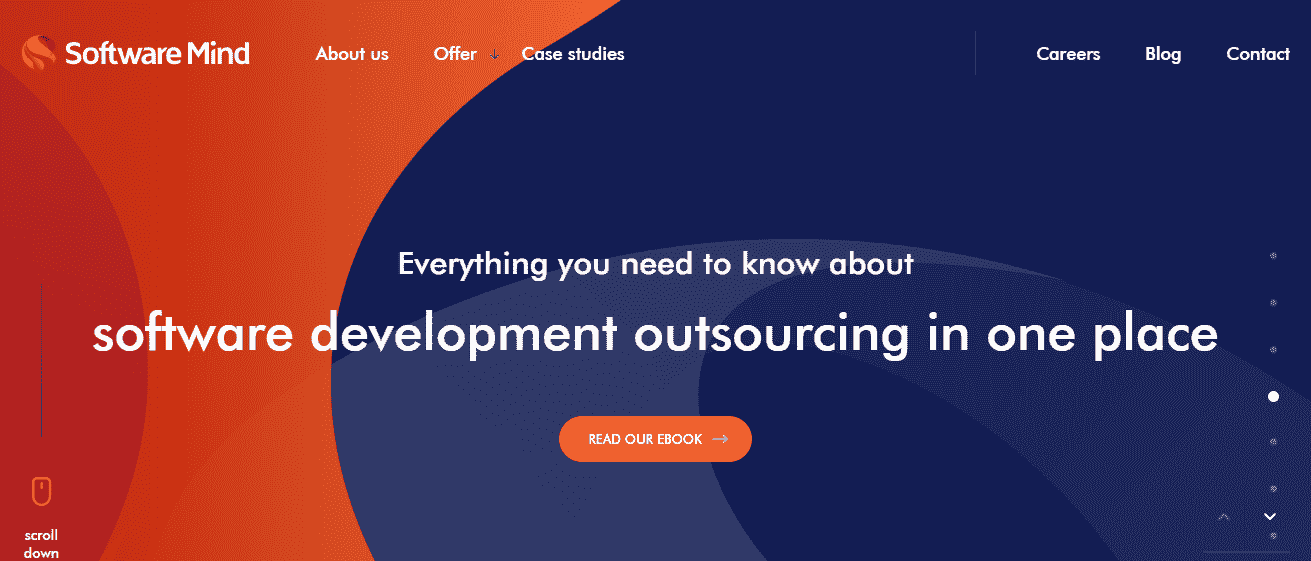 Software Mind
About us
Offer
Case studies
Careers
Blog
Contact
Everything you need to know about
software development outsourcing in one place
READ OUR EBOOK
scroll
down